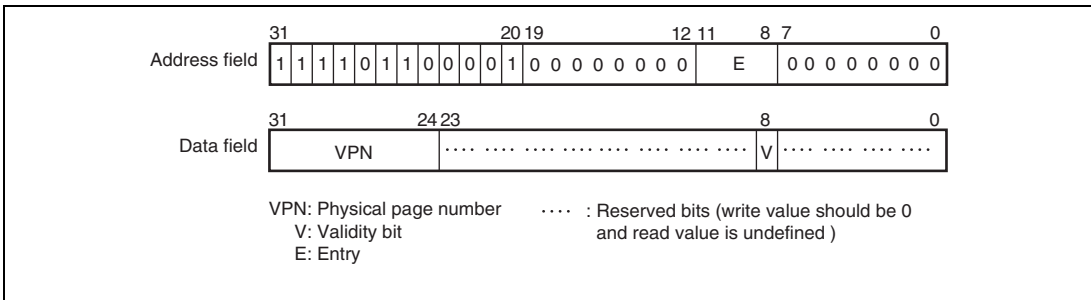 31 20 19 12 11 8 7 0
Address field 1 1 1 1 0 1 1 0 0 0 0 1 0 0 0 0 0 0 0 0 E 0 0 0 0 0 0 0 0
31 24 23 8 0
Data field VPN .... .... .... .... .... .... .... .... V .... .... .... ....
VPN: Physical page number .... : Reserved bits (write value should be 0
V: Validity bit and read value is undefined )
E: Entry